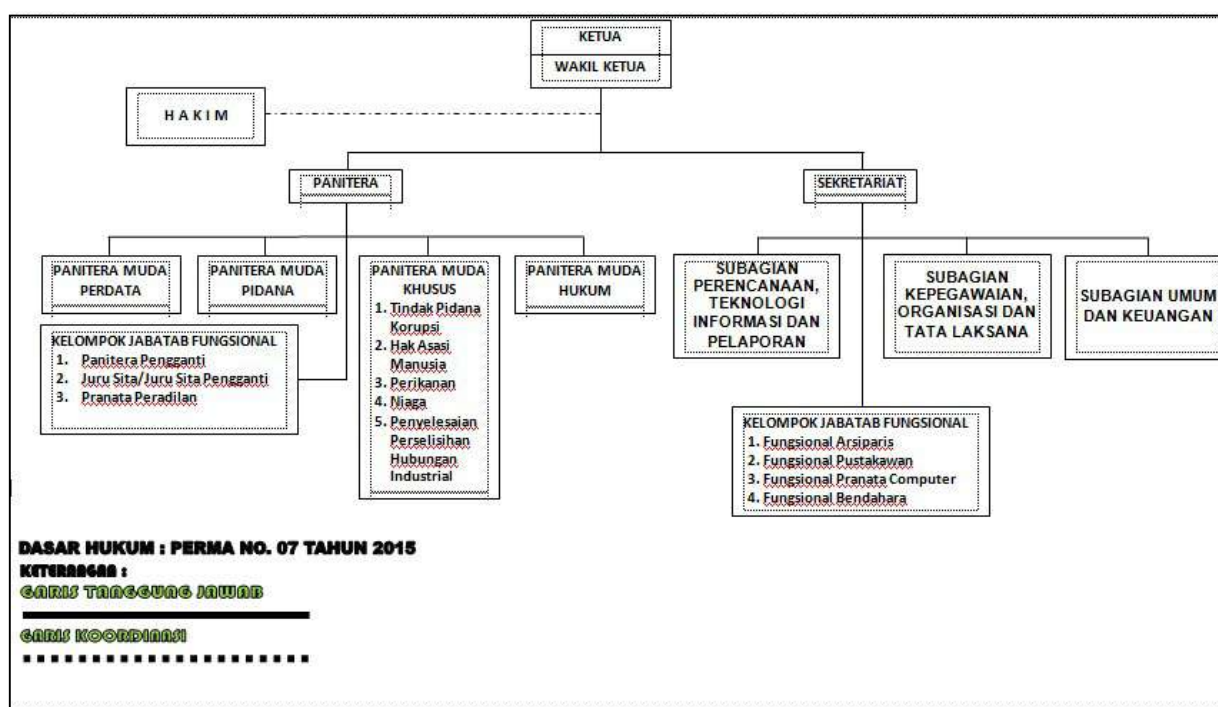 KETUA
WAKIL KETUA
H A K I M
PANITERA
SEKRETARIAT
PANITERA MUDA
PERDATA
PANITERA MUDA
PIDANA
PANITERA MUDA
KHUSUS
1. Tindak Pidana
Korupsi
2. Hak Asasi
Manusia
3. Perikanan
4. Niaga
5. Penyelesaian
Perselisihan
Hubungan
Industrial
PANITERA MUDA
HUKUM
SUBAGIAN
PERENCANAAN,
TEKNOLOGI
INFORMASI DAN
PELAPORAN
SUBAGIAN
KEPEGAWAIAN,
ORGANISASI DAN
TATA LAKSANA
SUBAGIAN UMUM
DAN KEUANGAN
KELOMPOK JABATAB FUNGSIONAL
1. Panitera Pengganti
2. Juru Sita/Juru Sita Pengganti
3. Pranata Peradilan
KELOMPOK JABATAB FUNGSIONAL
1. Fungsional Arsiparis
2. Fungsional Pustakawan
3. Fungsional Pranata Computer
4. Fungsional Bendahara
DASAR HUKUM : PERMA NO. 07 TAHUN 2015
KETERANGAN :
GARIS TANGGUNG JAWAB
GARIS KOORDINASI